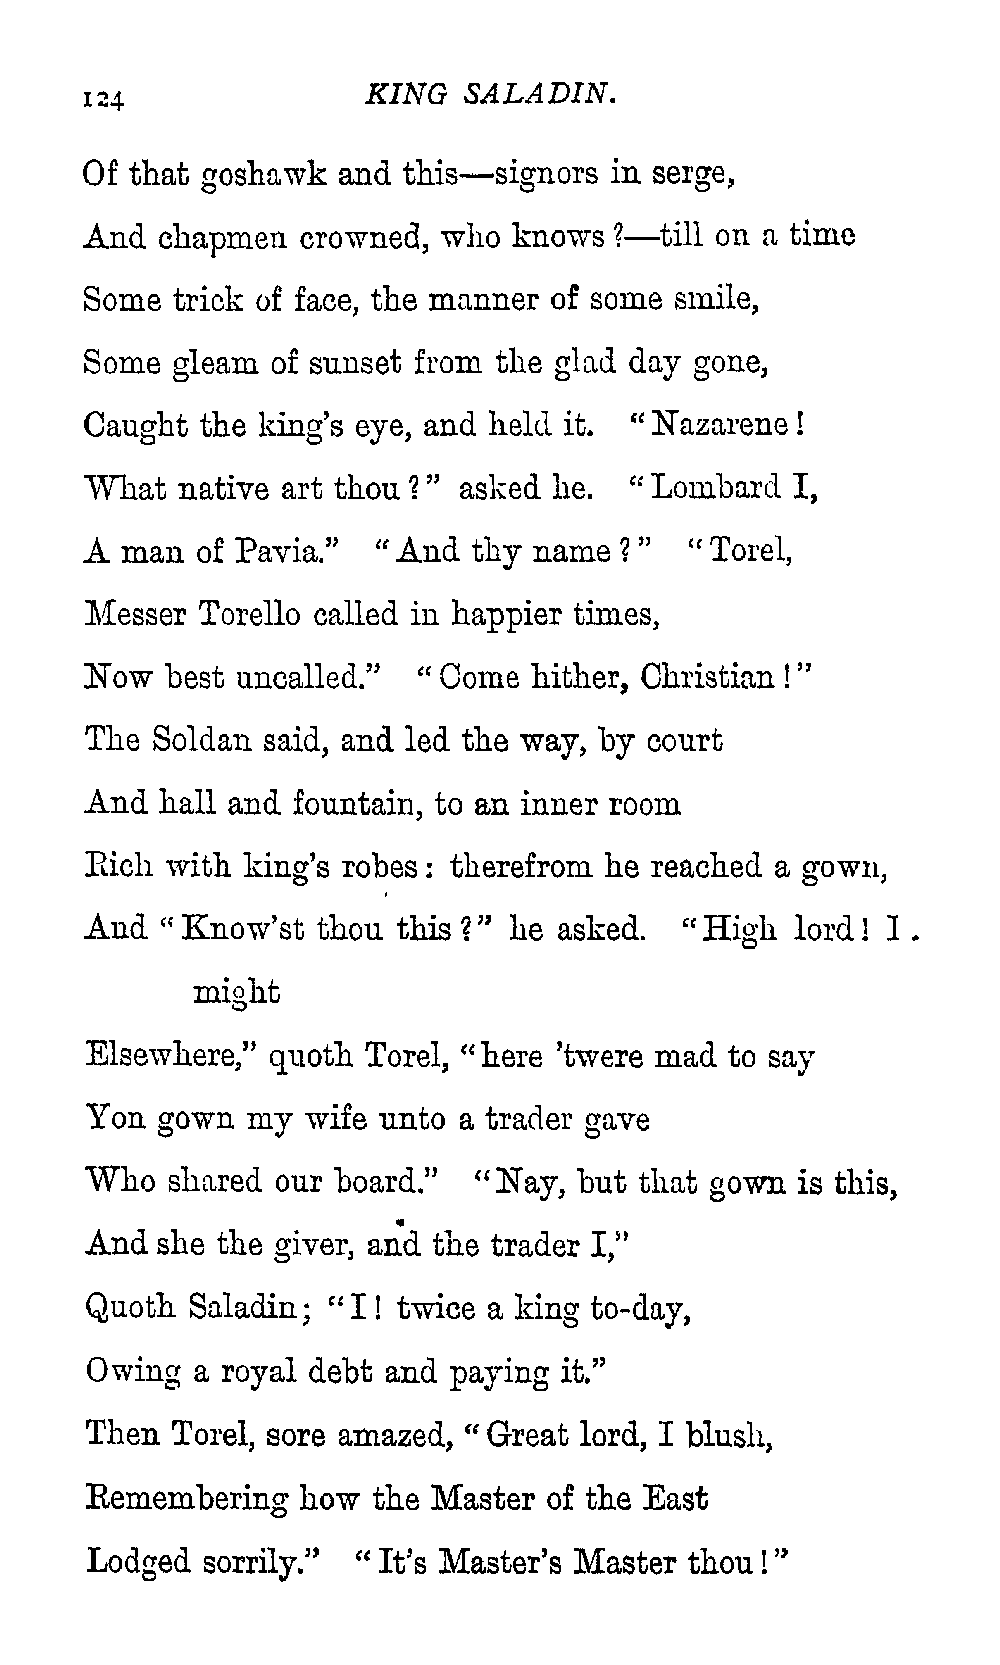 124 KING SALADIN.
Of that goshawk and this—signors in serge,
And chapmen crowned, who knows ?—till on a time
Some trick of face, the manner of some smile,
Some gleam of sunset from the glad day gone,
Caught the king's eye, and held it. "Nazarene!
What native art thou?" asked he. "Lombard I,
A man of Pavia." "And thy name?" "Torel,
Messer Torello called in happier times,
Now best uncalled." "Come hither, Christian!"
The Soldan said, and led the way, by court
And hall and fountain, to an inner room
Rich with king's robes: therefrom he reached a gown,
And "Know'st thou this?" he asked. "High lord! I
might
Elsewhere," quoth Torel, "here 'twere mad to say
Yon gown my wife unto a trader gave
Who shared our board." "Nay, but that gown is this,
And she the giver, and the trader I,"
Quoth Saladin; "I! twice a king to-day,
Owing a royal debt and paying it."
Then Torel, sore amazed, "Great lord, I blush,
Remembering how the Master of the East
Lodged sorrily." "It's Master's Master thou!"